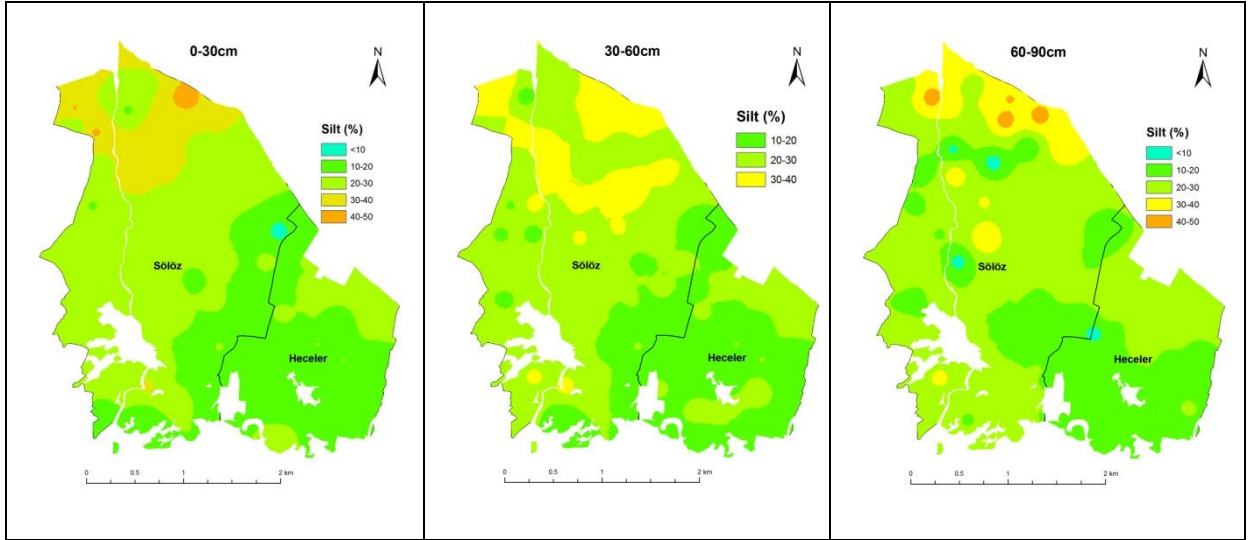 0-30cm
N
Silt (%)
<10
10-20
20-30
30-40
40-50
Sölöz
Heceler
0 0.5 1 2 km
30-60cm
N
Silt (%)
10-20
20-30
30-40
Sölöz
Heceler
0 0.5 1 2 km
60-90cm
N
Silt (%)
<10
10-20
20-30
30-40
40-50
Sölöz
Heceler
0 0.5 1 2 km